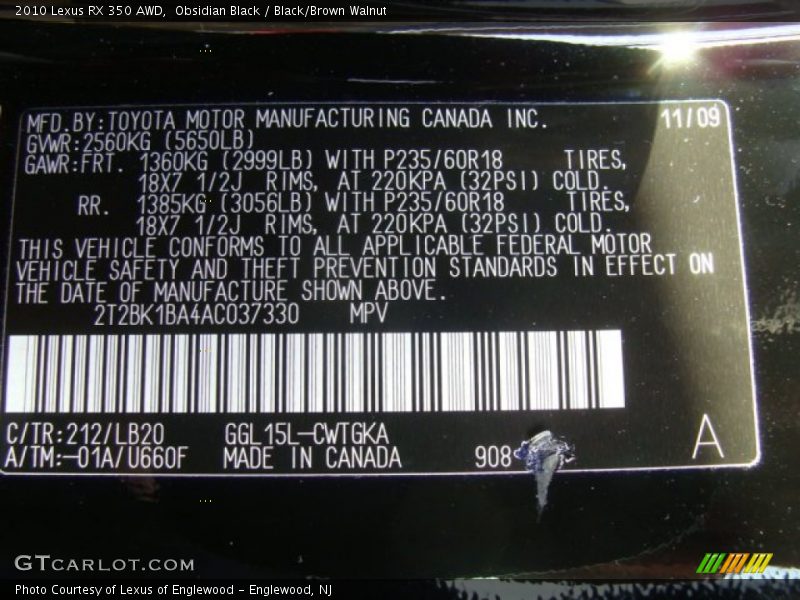 2010 Lexus RX 350 AWD,  Obsidian Black / Black/Brown Walnut
MFD.BY:TOYOTA MOTOR MANUFACTURING CANADA INC. 11/09
GVWR:2560KG (5650LB)
GAWR:FRT. 1360KG (2999LB) WITH P235/60R18 TIRES,
18X7 1/2J RIMS, AT 220KPA (32PSI) COLD.
RR. 1385KG (3056LB) WITH P235/60R18 TIRES,
18X7 1/2J RIMS, AT 220KPA (32PSI) COLD.
THIS VEHICLE CONFORMS TO ALL APPLICABLE FEDERAL MOTOR
VEHICLE SAFETY AND THEFT PREVENTION STANDARDS IN EFFECT ON
THE DATE OF MANUFACTURE SHOWN ABOVE.
2T2BK1BA4AC037330 MPV
C/TR:212/LB20 GGL15L-CWTGKA
A/TM:-01A/U660F MADE IN CANADA 908 A
GTCARLOT.COM
Photo Courtesy of Lexus of Englewood - Englewood, NJ